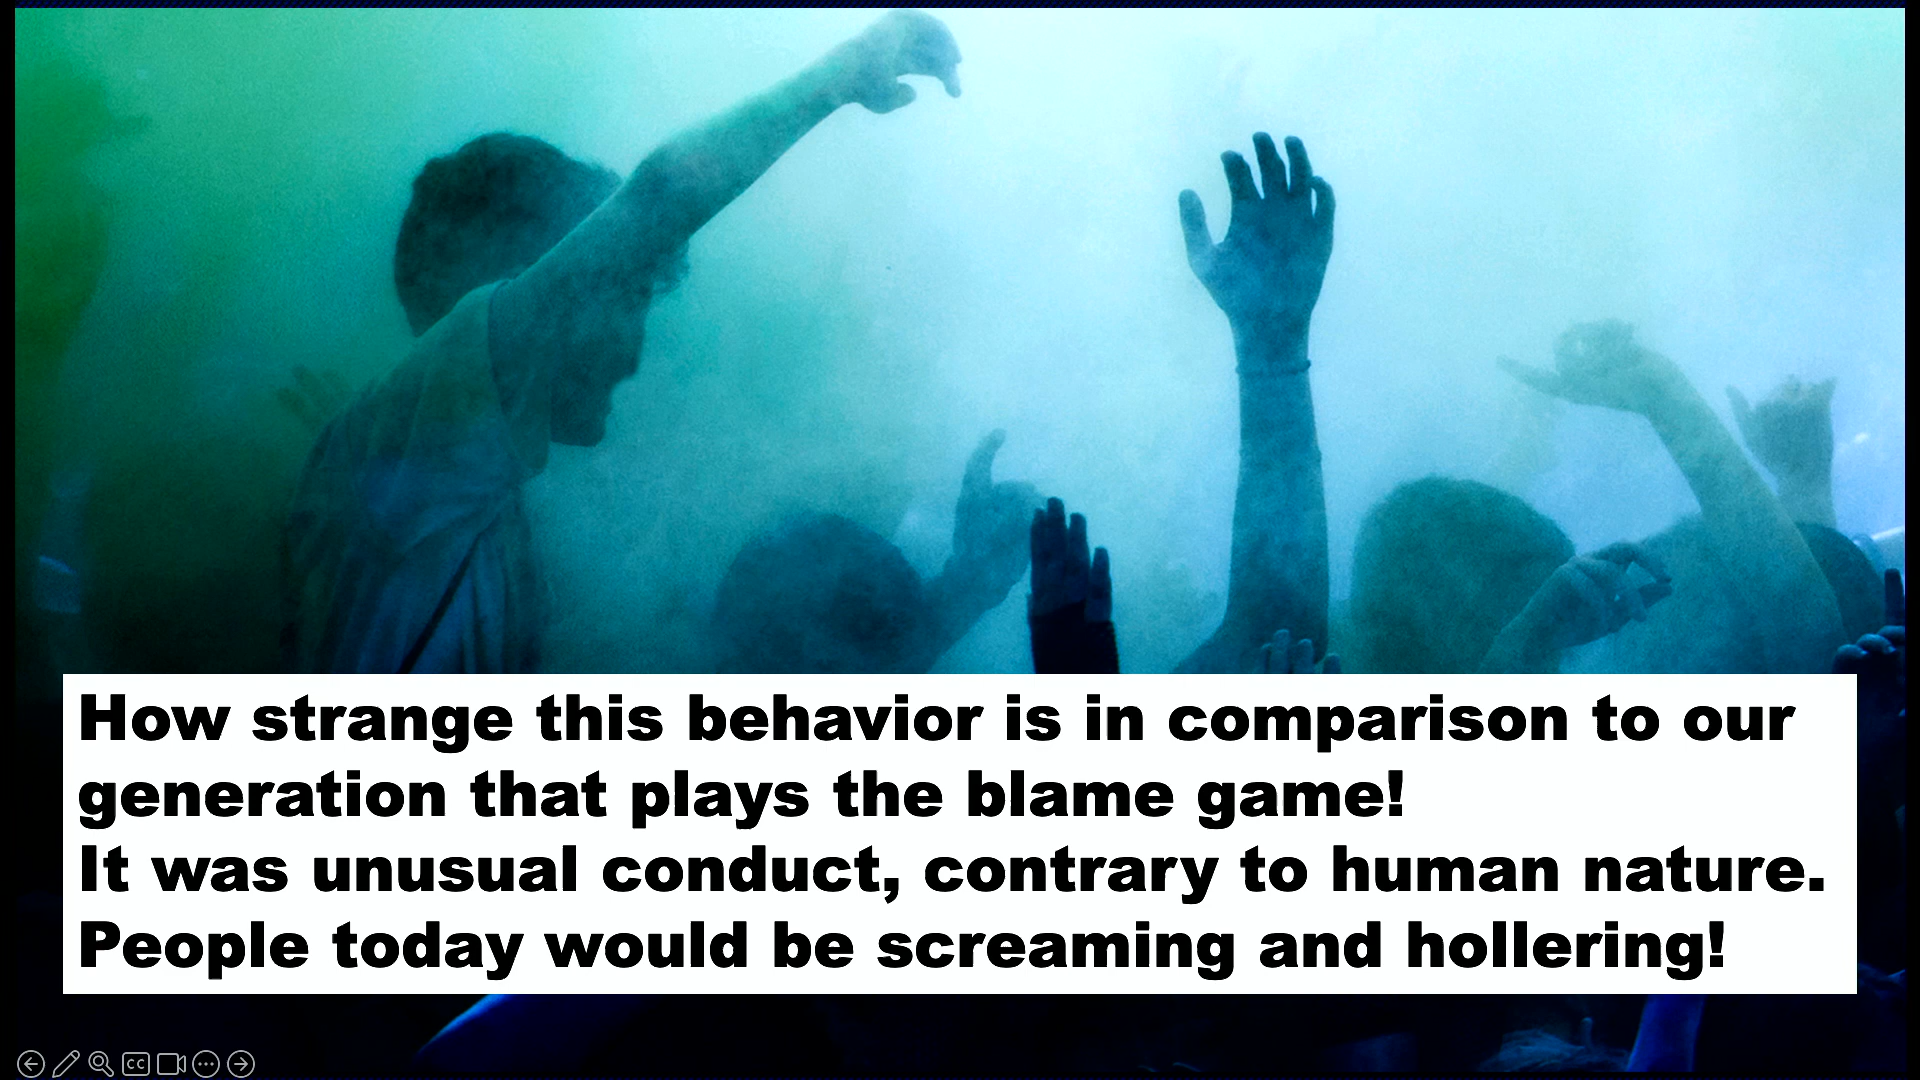 How strange this behavior is in comparison to our
generation that plays the blame game!
It was unusual conduct, contrary to human nature.
People today would be screaming and hollering!
CC